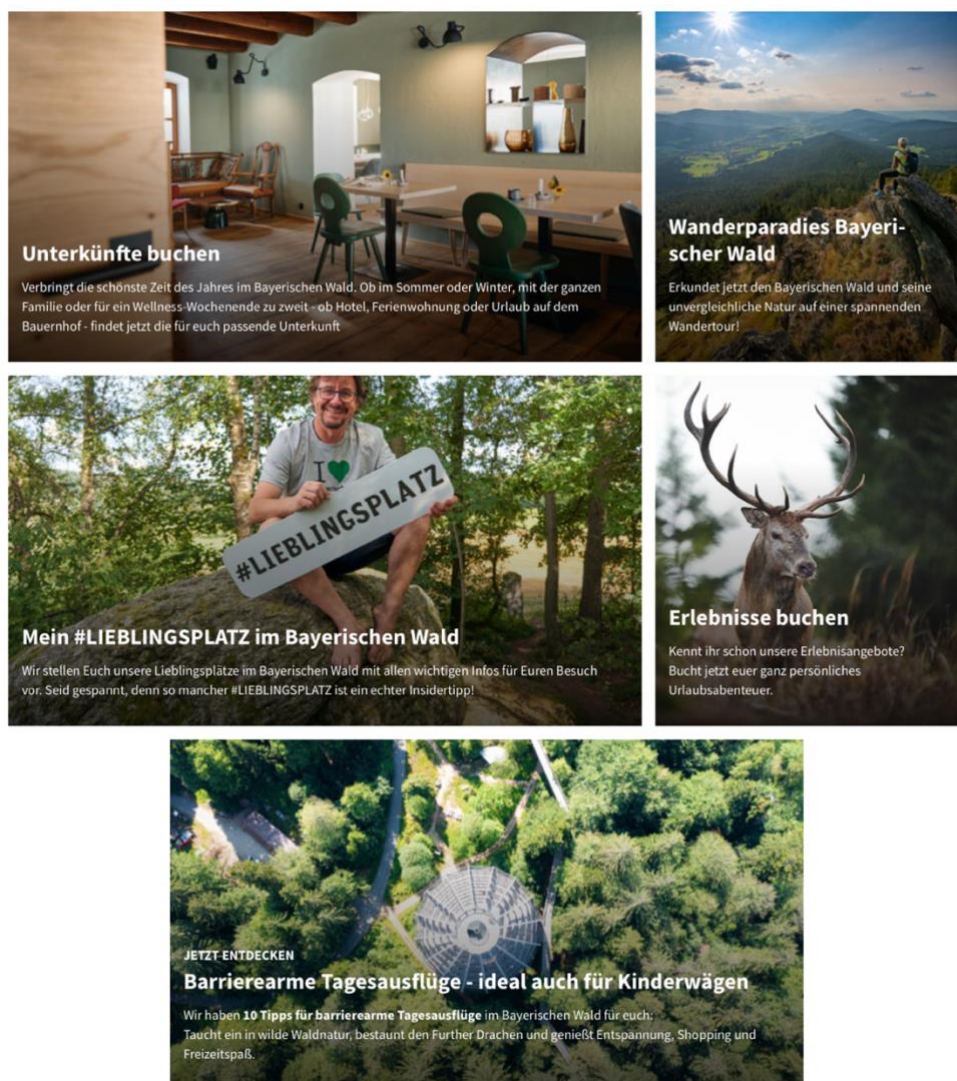 Unterkünfte buchen
Verbringt die schönste Zeit des Jahres im Bayerischen Wald. Ob im Sommer oder Winter, mit der ganzen
Familie oder für ein Wellness-Wochenende zu zweit - ob Hotel, Ferienwohnung oder Urlaub auf dem
Bauernhof - findet jetzt die für euch passende Unterkunft
Wanderparadies Bayeri-
scher Wald
Erkundet jetzt den Bayerischen Wald und seine
unvergleichliche Natur auf einer spannenden
Wandertour!
I
#LIEBLINGSPLATZ
Mein #LIEBLINGSPLATZ im Bayerischen Wald
Wir stellen Euch unsere Lieblingsplätze im Bayerischen Wald mit allen wichtigen Infos für Euren Besuch
vor. Seid gespannt, denn so mancher #LIEBLINGSPLATZ ist ein echter Insidertipp!
Erlebnisse buchen
Kennt ihr schon unsere Erlebnisangebote?
Bucht jetzt euer ganz persönliches
Urlaubsabenteuer.
JETZT ENTDECKEN
Barrierearme Tagesausflüge - ideal auch für Kinderwägen
Wir haben 10 Tipps für barrierearme Tagesausflüge im Bayerischen Wald für euch:
Taucht ein in wilde Waldnatur, bestaunt den Further Drachen und genießt Entspannung, Shopping und
Freizeitspaß.